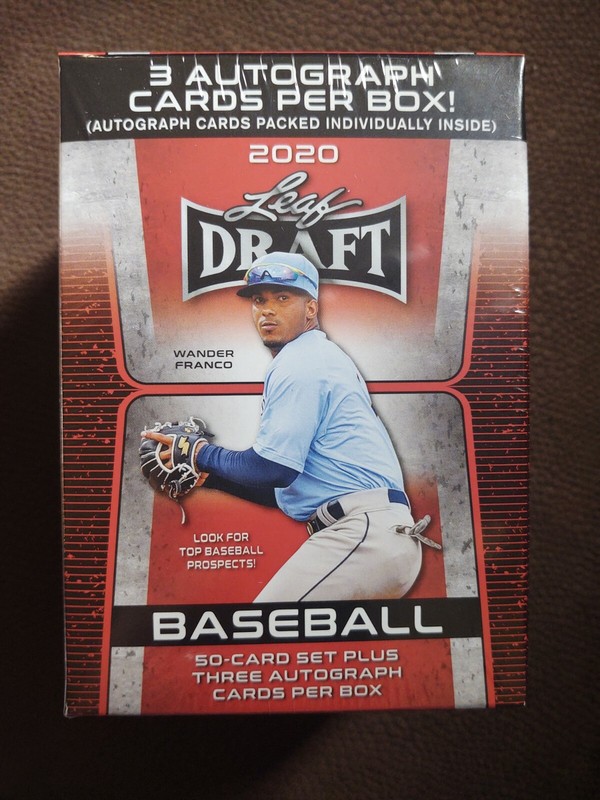 3 AUTOGRAPH
CARDS PER BOX!
(AUTOGRAPH CARDS PACKED INDIVIDUALLY INSIDE)
2020
Leaf
DRAFT
WANDER
FRANCO
LOOK FOR
TOP BASEBALL
PROSPECTS!
BASEBALL
50-CARD SET PLUS
THREE AUTOGRAPH
CARDS PER BOX